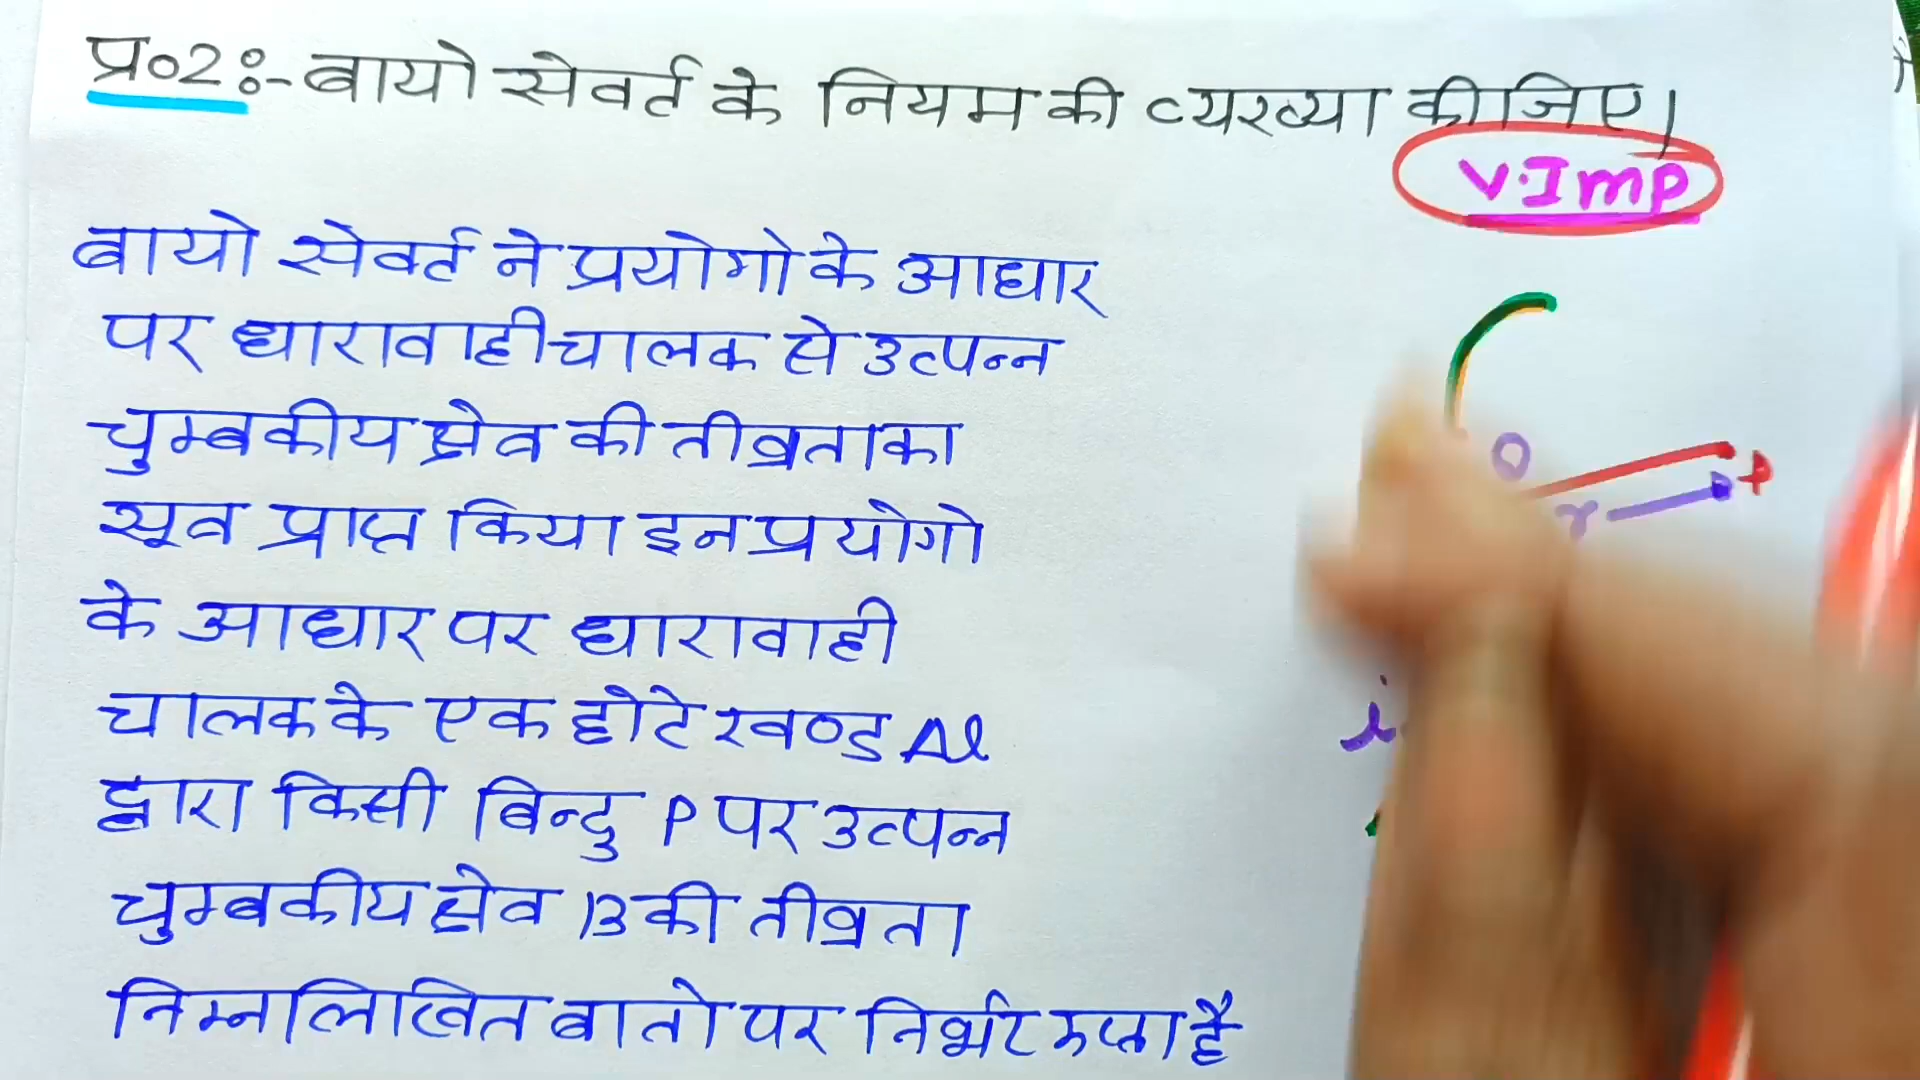 प्र०2ः- बायो सेवर्ट के नियम की व्यख्या कीजिए।
V.Imp
बायो सेवर्ट ने प्रयोगो के आधार
पर धारावाही चालक से उत्पन्न
चुम्बकीय क्षेत्र की तीव्रता का
सूत्र प्राप्त किया इन प्रयोगो
के आधार पर धारावाही
चालक के एक छोटे खण्ड Δl
द्वारा किसी बिन्दु P पर उत्पन्न
चुम्बकीय क्षेत्र B की तीव्रता
निम्नलिखित बातो पर निर्भर करता है
O
P
r
i